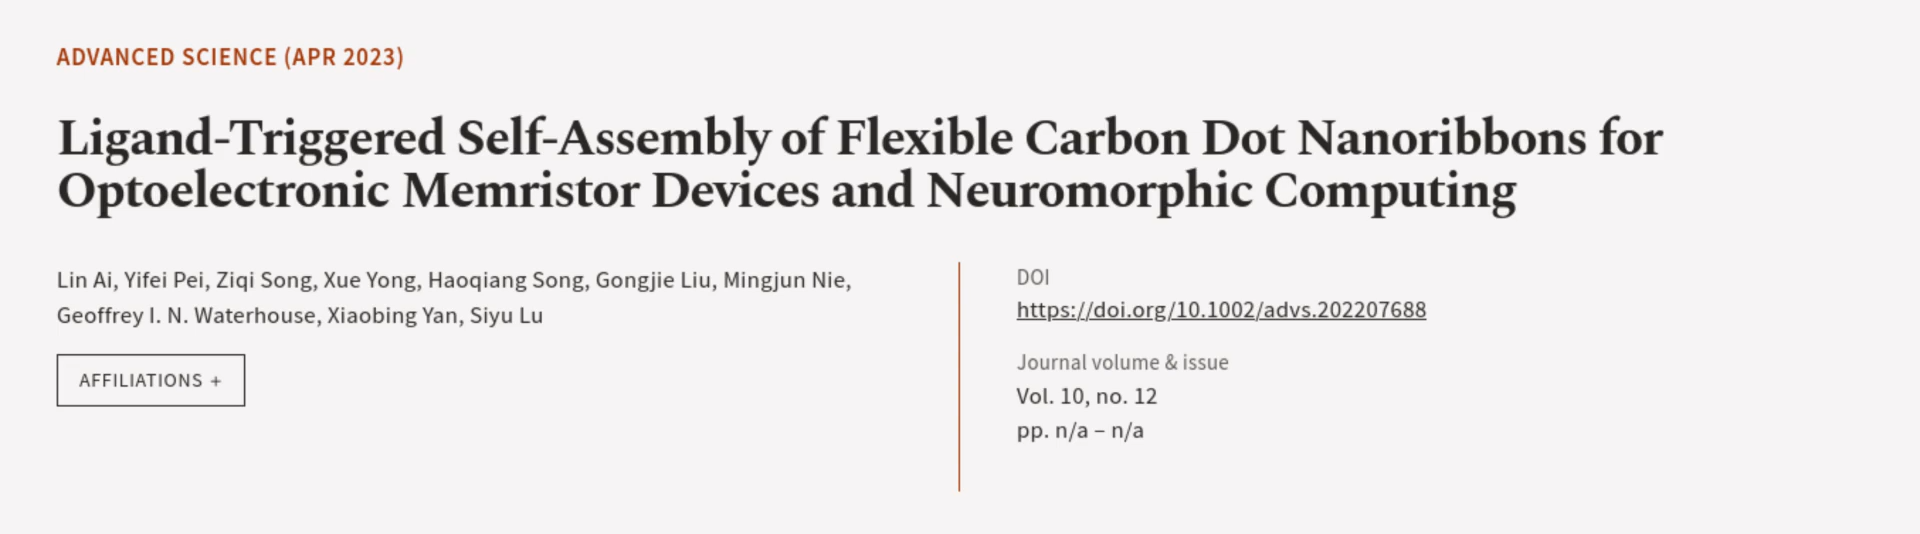 ADVANCED SCIENCE (APR 2023)
Ligand-Triggered Self-Assembly of Flexible Carbon Dot Nanoribbons for
Optoelectronic Memristor Devices and Neuromorphic Computing
Lin Ai, Yifei Pei, Ziqi Song, Xue Yong, Haoqiang Song, Gongjie Liu, Mingjun Nie,
Geoffrey I. N. Waterhouse, Xiaobing Yan, Siyu Lu
AFFILIATIONS +
DOI
https://doi.org/10.1002/advs.202207688
Journal volume & issue
Vol. 10, no. 12
pp. n/a – n/a